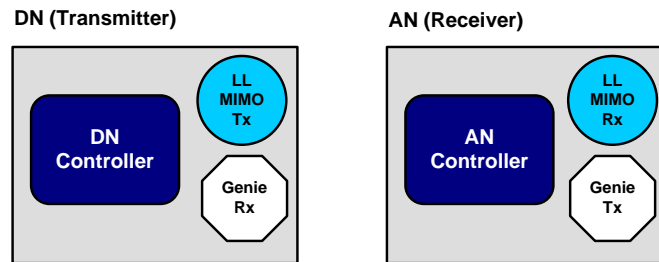 DN (Transmitter)
LL
MIMO
Tx
DN
Controller
Genie
Rx
AN (Receiver)
LL
MIMO
Rx
AN
Controller
Genie
Tx